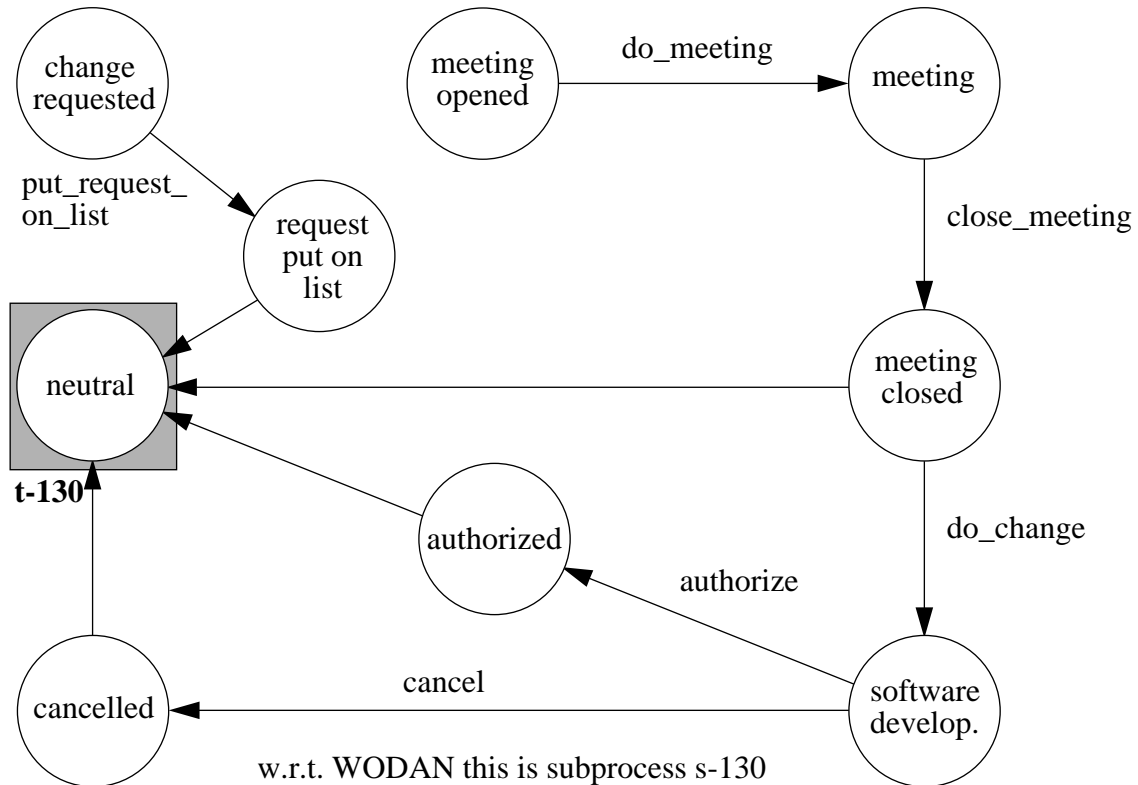 change
requested
meeting
opened
do_meeting
meeting
put_request_
on_list
request
put on
list
close_meeting
neutral
meeting
closed
t-130
authorized
do_change
authorize
cancelled
cancel
software
develop.
w.r.t. WODAN this is subprocess s-130